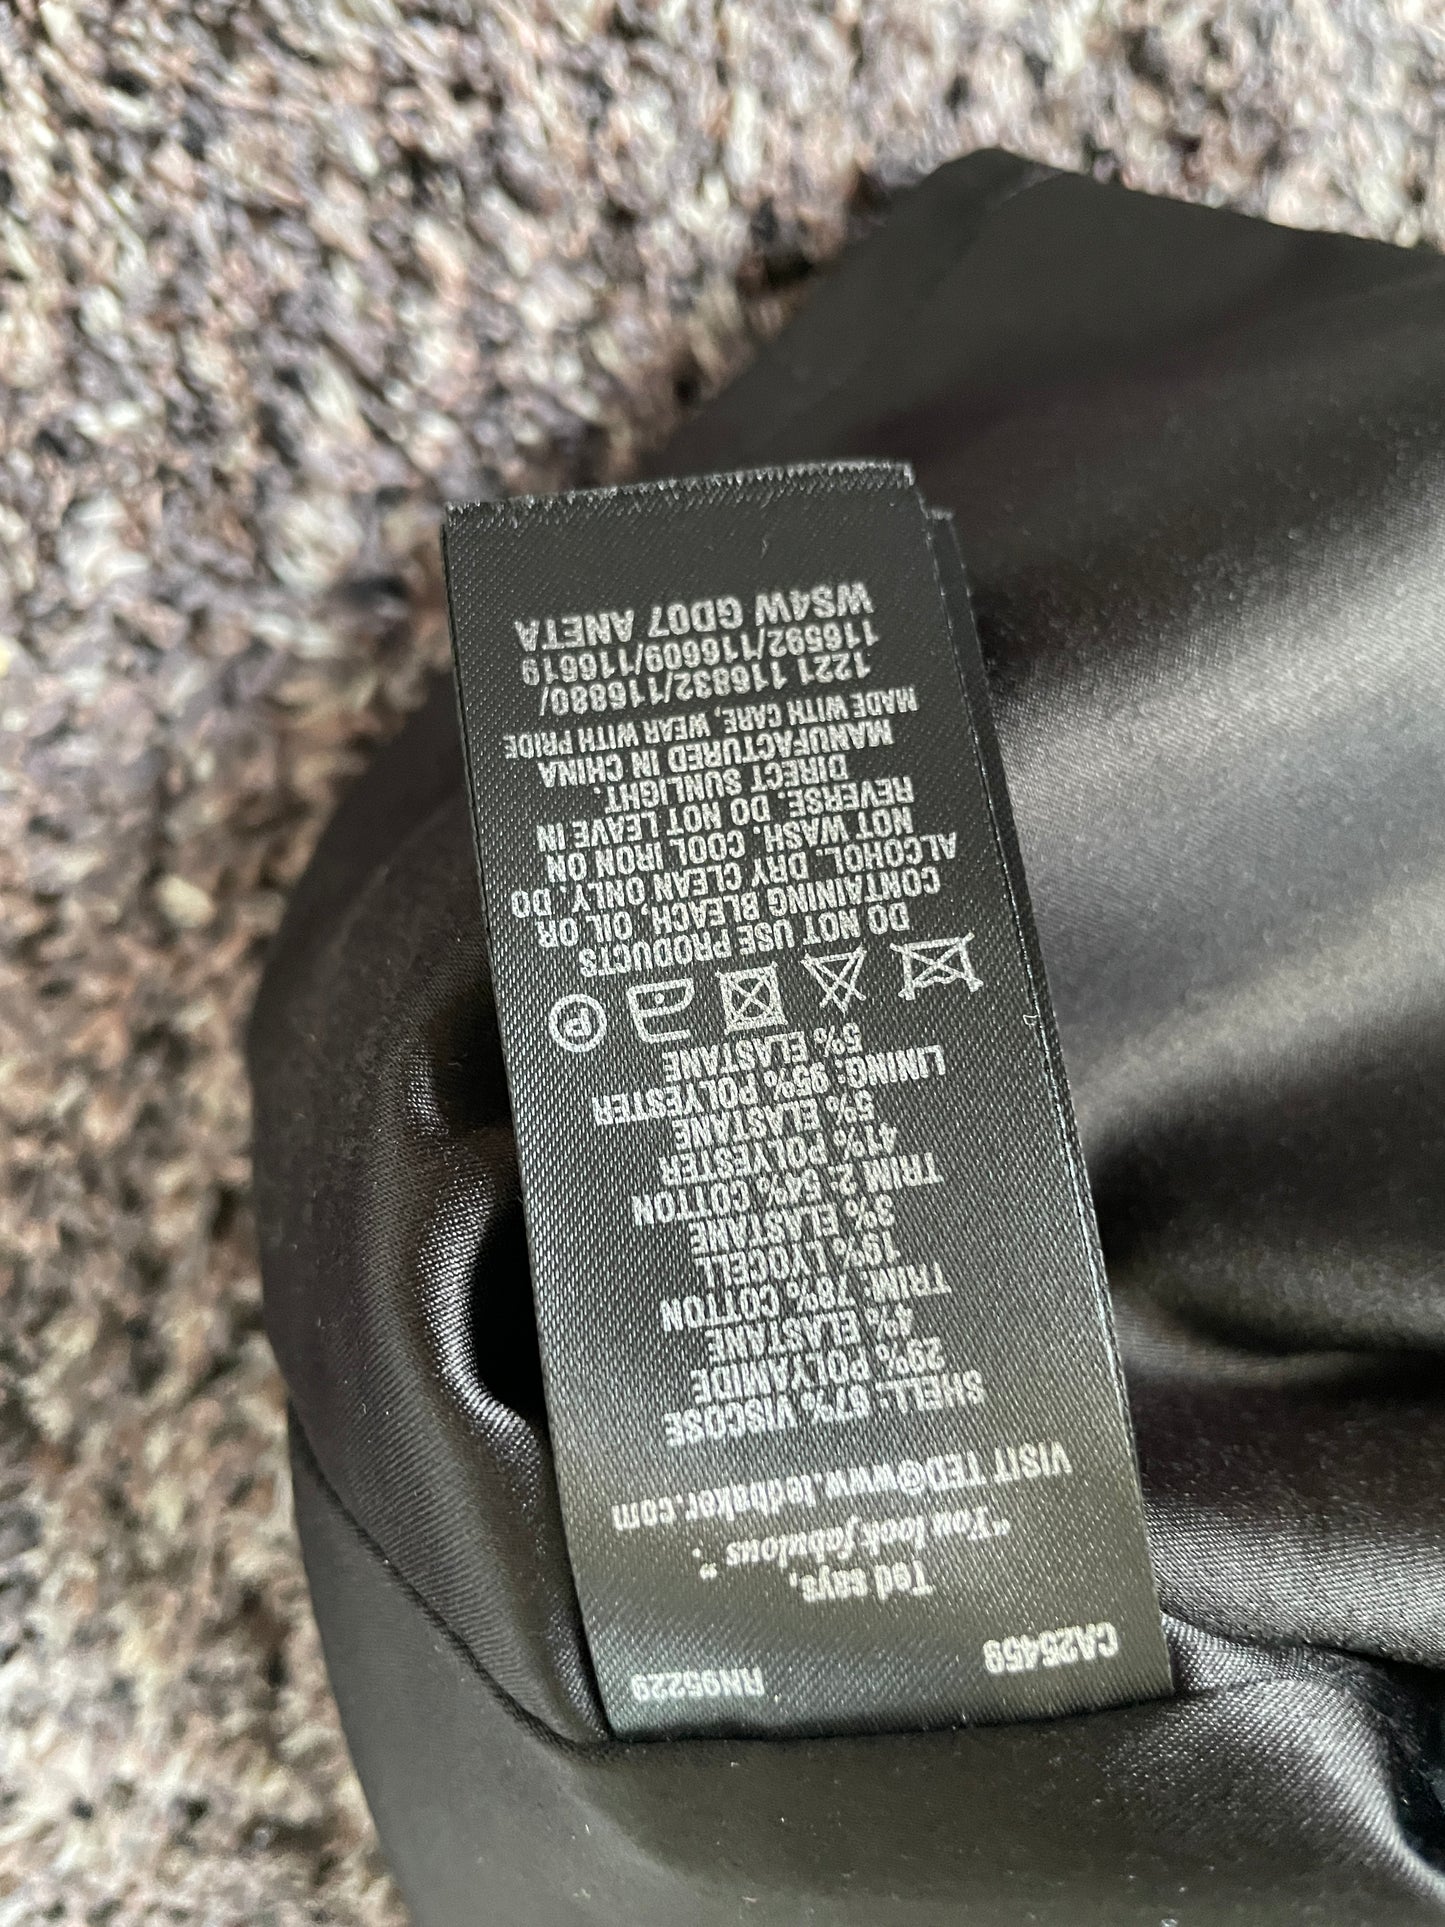 CA25459 RN95229
Ted says,
"You look fabulous".
VISIT TED@www.tedbaker.com
SHELL: 67% VISCOSE
29% POLYAMIDE
4% ELASTANE
TRIM: 78% COTTON
19% LYOCELL
3% ELASTANE
TRIM 2: 54% COTTON
41% POLYESTER
5% ELASTANE
LINING: 95% POLYESTER
5% ELASTANE
P
DO NOT USE PRODUCTS
CONTAINING BLEACH, OIL OR
ALCOHOL. DRY CLEAN ONLY. DO
NOT WASH. COOL IRON ON
REVERSE. DO NOT LEAVE IN
DIRECT SUNLIGHT.
MANUFACTURED IN CHINA
MADE WITH CARE, WEAR WITH PRIDE
1221 116832/116880/
116592/116609/116619
WS4W GD07 ANETA